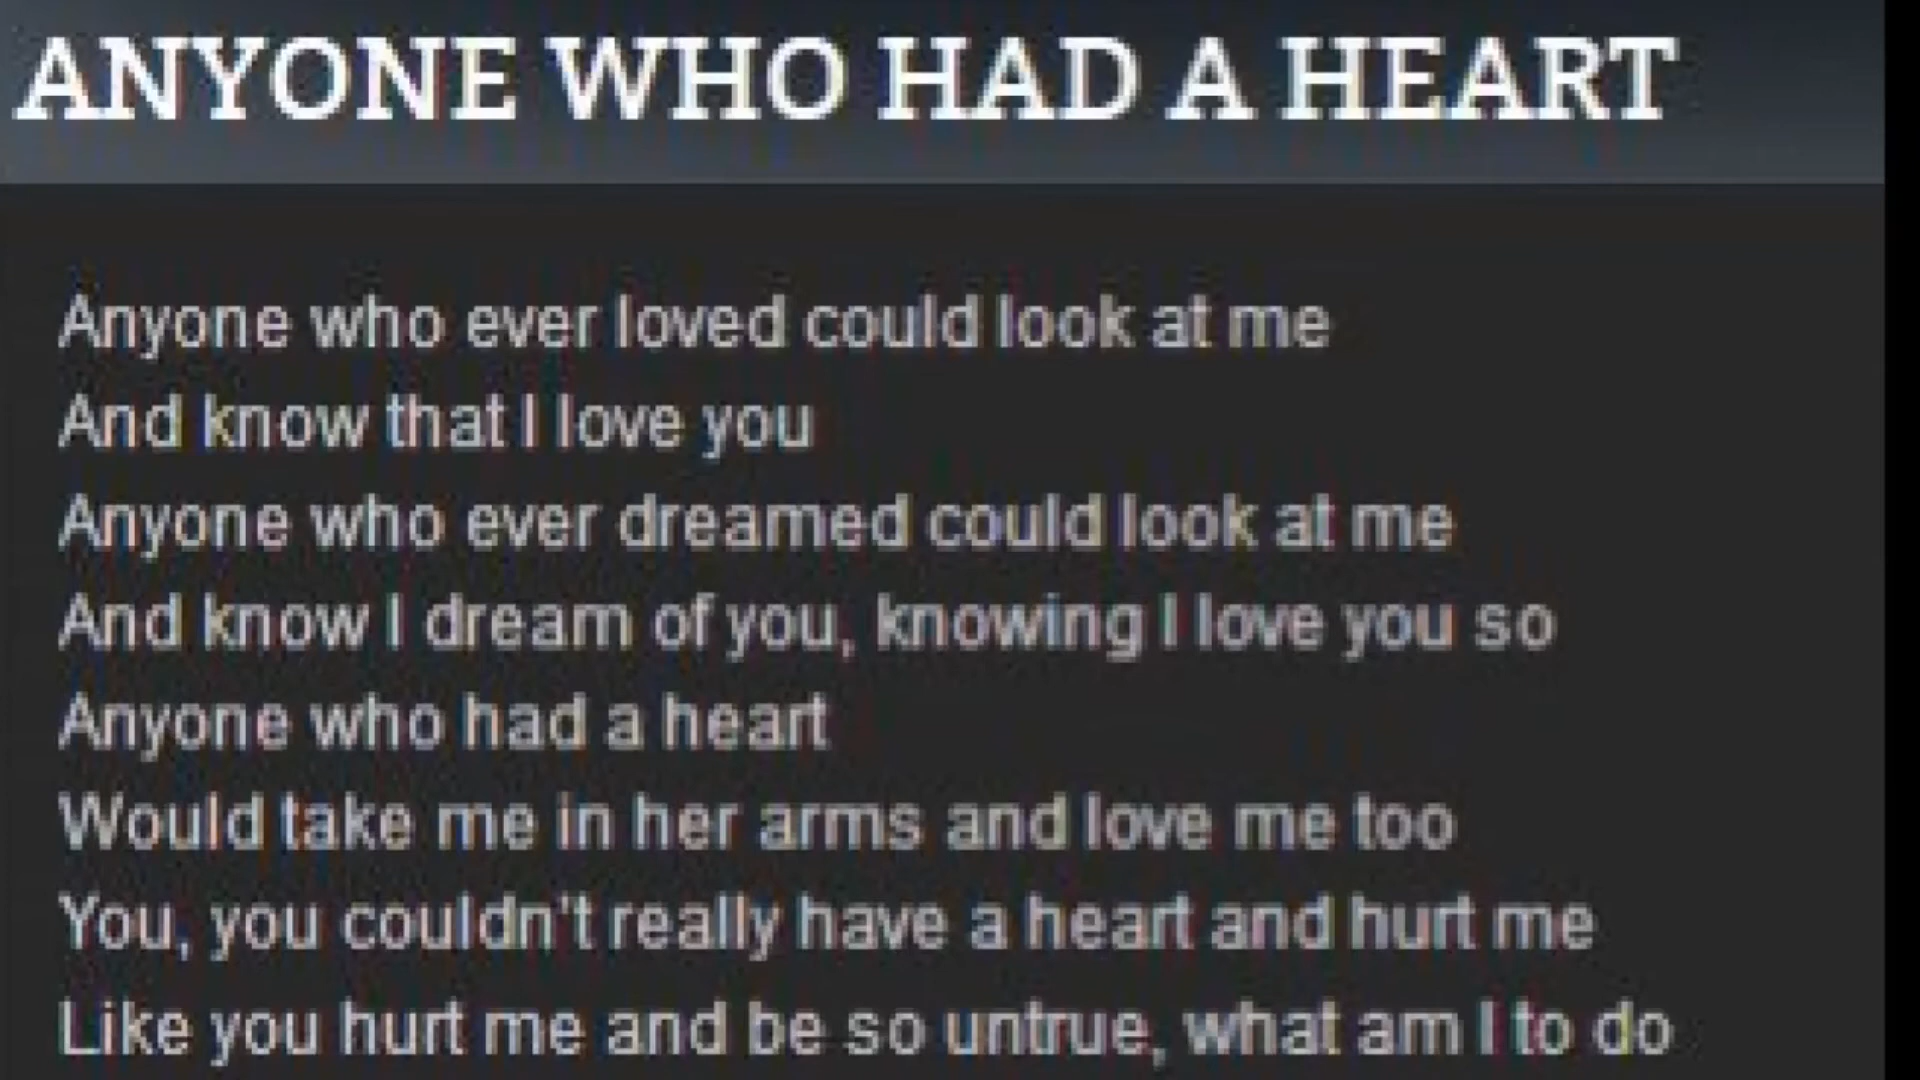 ANYONE WHO HAD A HEART
Anyone who ever loved could look at me
And know that I love you
Anyone who ever dreamed could look at me
And know I dream of you, knowing I love you so
Anyone who had a heart
Would take me in her arms and love me too
You, you couldn't really have a heart and hurt me
Like you hurt me and be so untrue, what am I to do